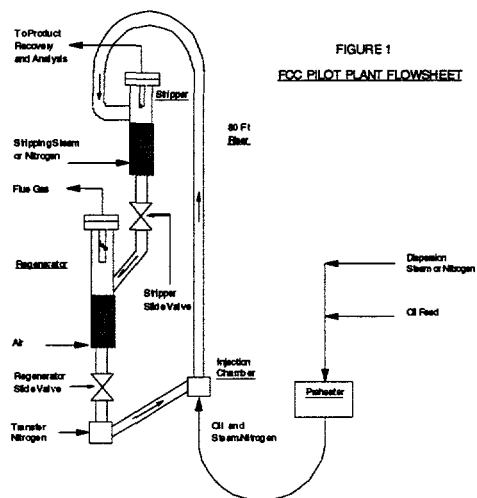 To Product
Recovery
and Analysis
FIGURE 1
FCC PILOT PLANT FLOWSHEET
Stripper
80 Ft
Riser
Stripping Steam
or Nitrogen
Flue Gas
Regenerator
Dispersion
Steam or Nitrogen
Stripper
Slide Valve
Oil Feed
Air
Injection
Chamber
Regenerator
Slide Valve
Preheater
Transfer
Nitrogen
Oil and
Steam/Nitrogen